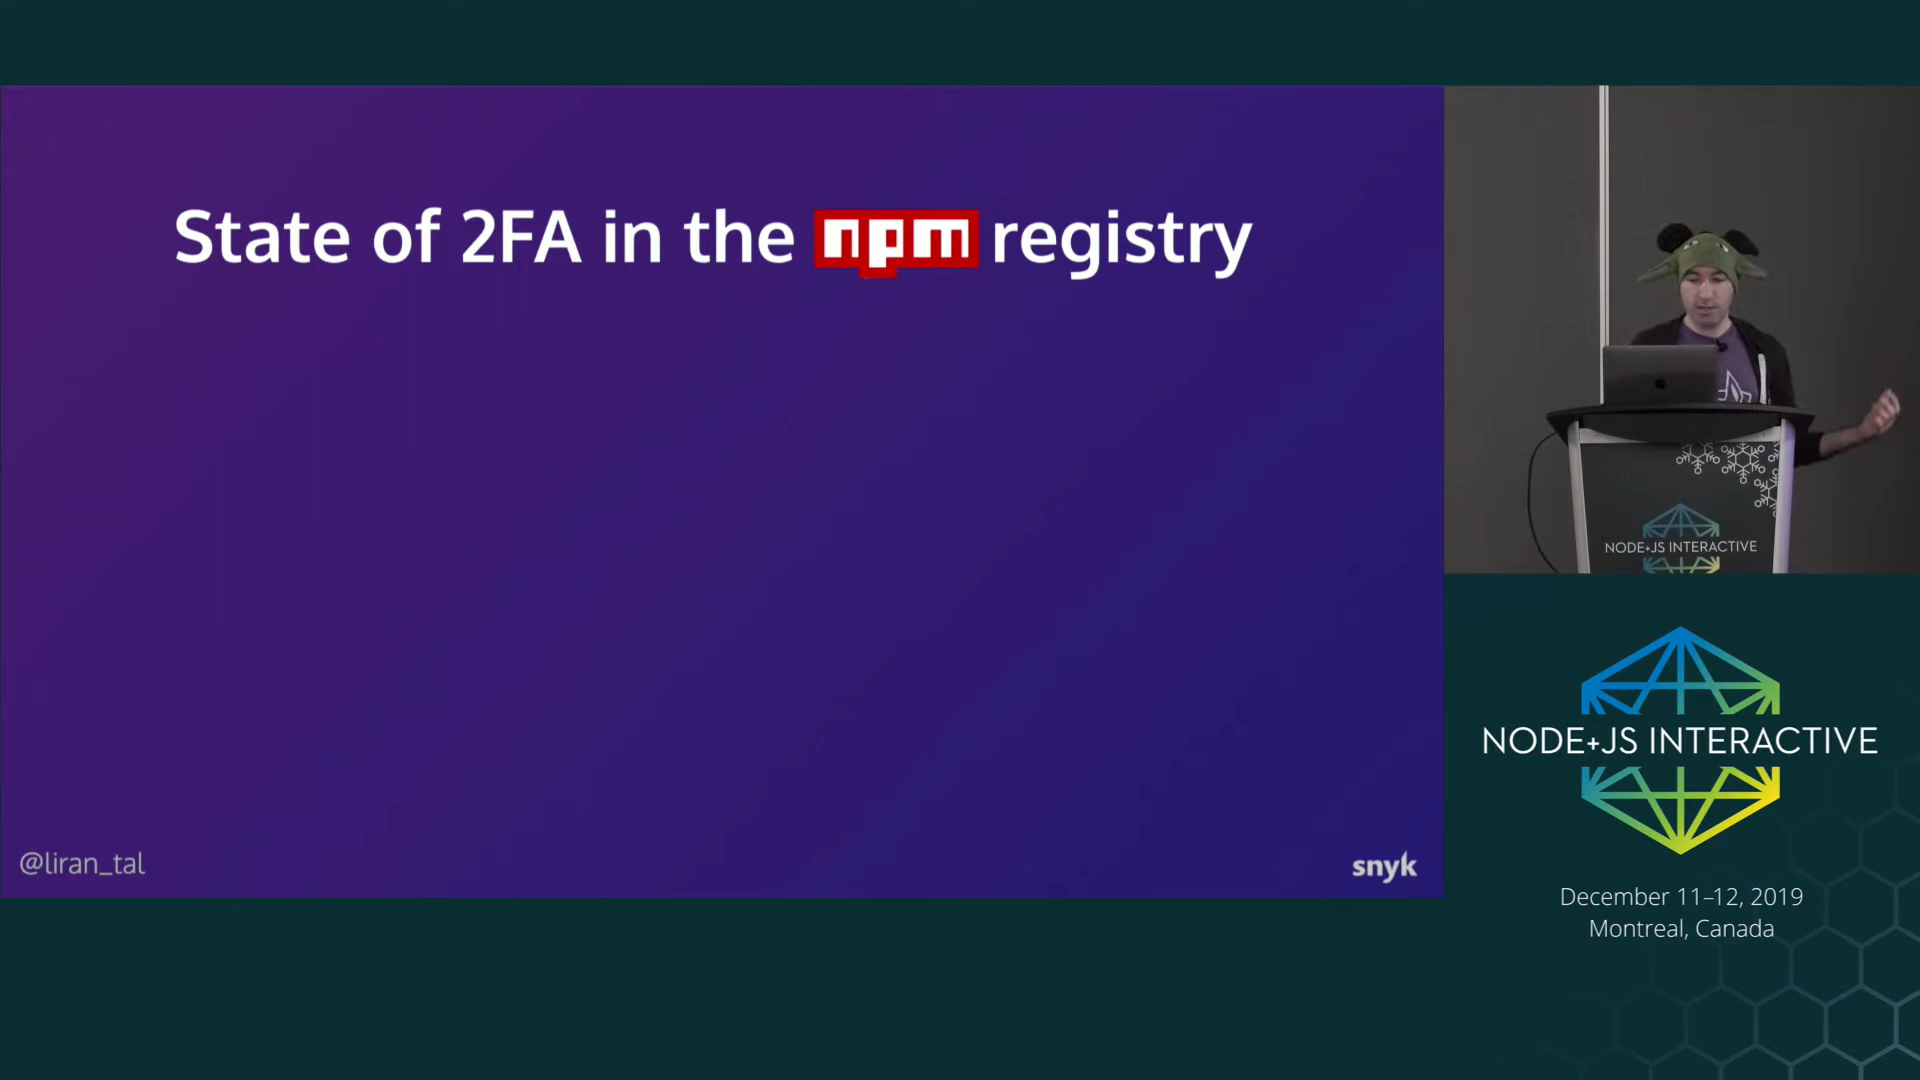 State of 2FA in the npm registry
@liran_tal
snyk
NODE+JS INTERACTIVE
NODE+JS INTERACTIVE
December 11–12, 2019
Montreal, Canada